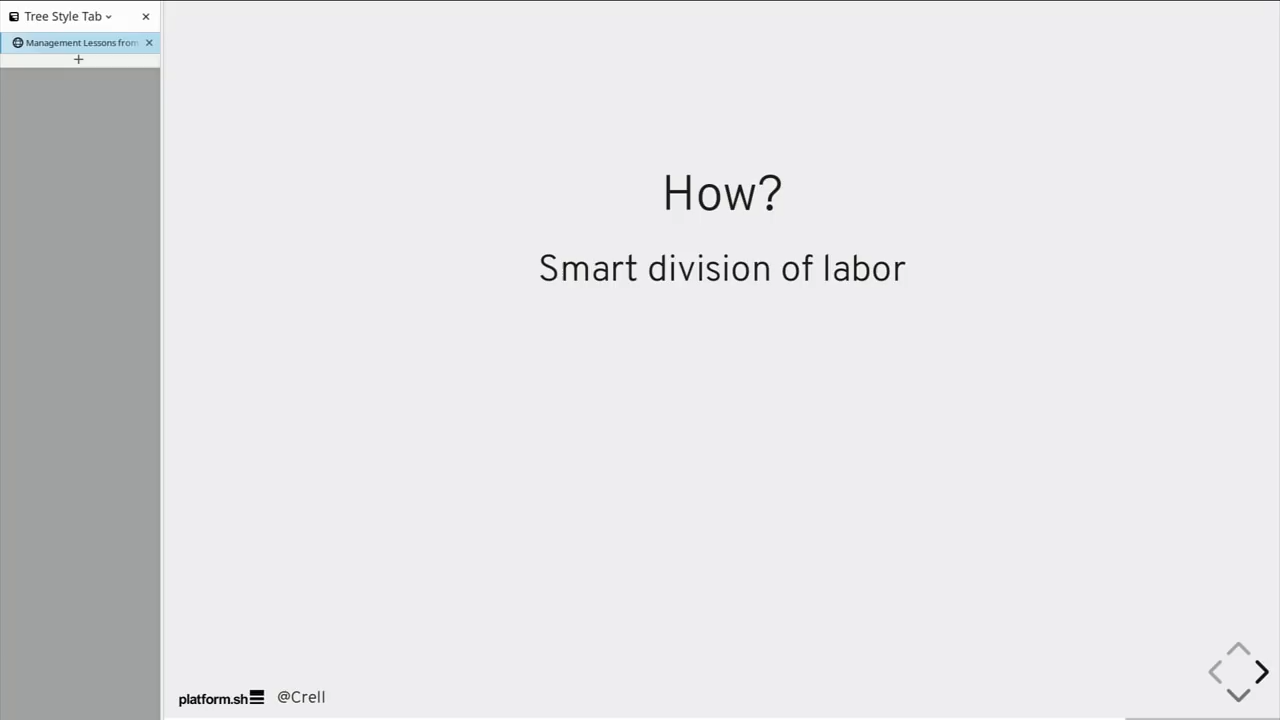 Tree Style Tab
Management Lessons from
How?
Smart division of labor
platform.sh @Crell